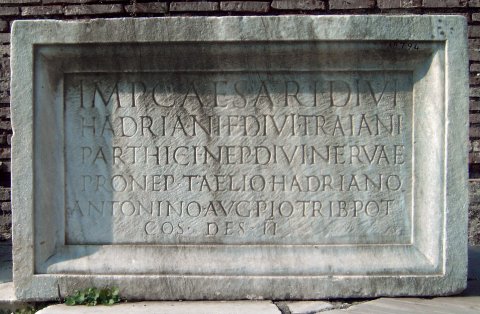 IMP CAESARI DIVI
HADRIANI F DIVI TRAIANI
PARTHICI NEP DIVI NERVAE
PRONEP T AELIO HADRIANO
ANTONINO AVG PIO TRIB POT
COS · DES · II